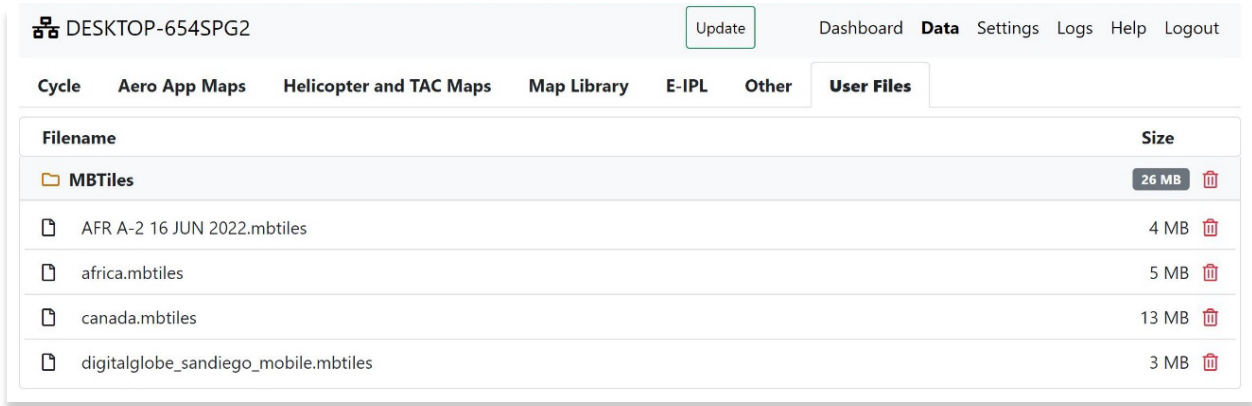 DESKTOP-654SPG2 Update Dashboard Data Settings Logs Help Logout
Cycle Aero App Maps Helicopter and TAC Maps Map Library E-IPL Other User Files
Filename Size
MBTiles 26 MB
AFR A-2 16 JUN 2022.mbtiles 4 MB
africa.mbtiles 5 MB
canada.mbtiles 13 MB
digitalglobe_sandiego_mobile.mbtiles 3 MB